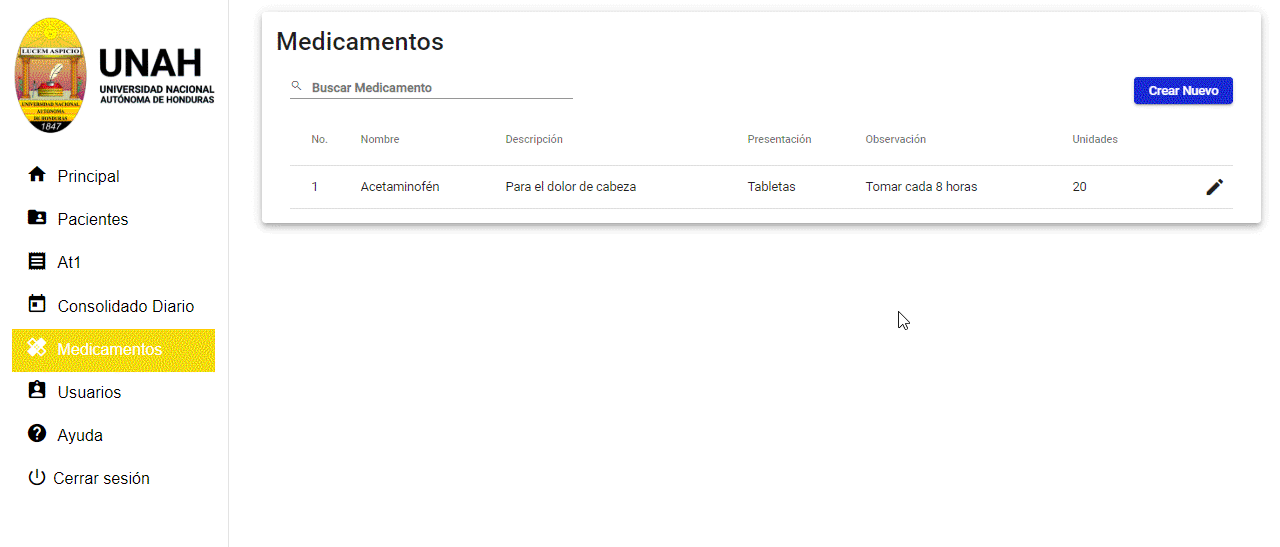 LUCEM ASPICIO
UNIVERSIDAD NACIONAL
AUTONOMA
DE HONDURAS
1847
UNAH
UNIVERSIDAD NACIONAL
AUTÓNOMA DE HONDURAS
Principal
Pacientes
At1
Consolidado Diario
Medicamentos
Usuarios
Ayuda
Cerrar sesión
Medicamentos
Buscar Medicamento
Crear Nuevo
No. Nombre Descripción Presentación Observación Unidades
1 Acetaminofén Para el dolor de cabeza Tabletas Tomar cada 8 horas 20